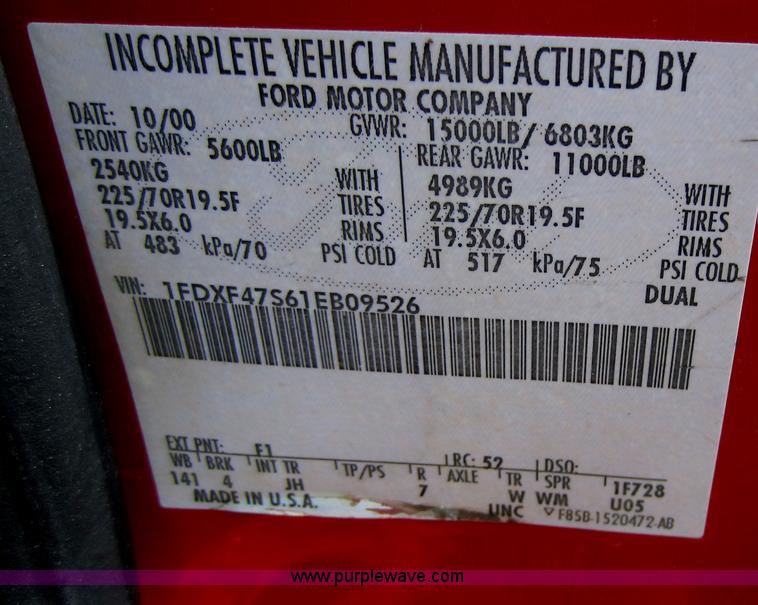 INCOMPLETE VEHICLE MANUFACTURED BY
FORD MOTOR COMPANY
DATE: 10/00 GVWR: 15000LB/ 6803KG
FRONT GAWR: 5600LB REAR GAWR: 11000LB
2540KG WITH 4989KG WITH
225/70R19.5F TIRES 225/70R19.5F TIRES
19.5X6.0 RIMS 19.5X6.0 RIMS
AT 483 kPa/70 PSI COLD AT 517 kPa/75 PSI COLD
DUAL
VIN: 1FDXF47S61EB09526
EXT PNT: F1 RC: 52 DSO:
WB BRK INT TR TP/PS R AXLE TR SPR 1F728
141 4 JH 7 W WM U05
MADE IN U.S.A. UNC F85B-1520472-AB
www.purplewave.com